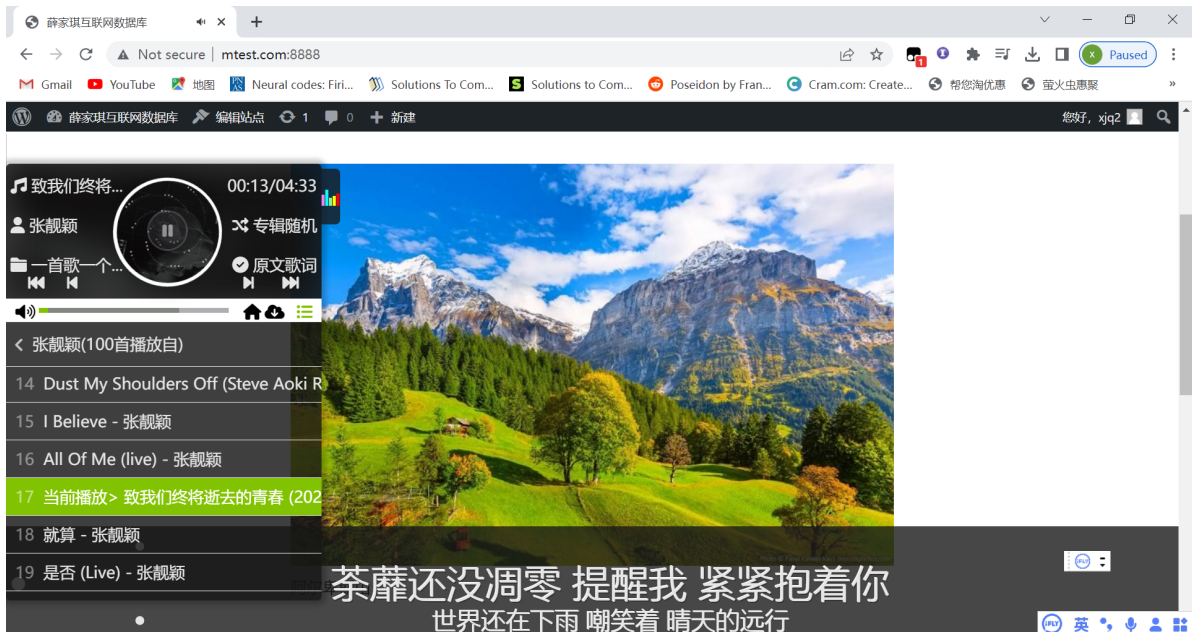 薛家琪互联网数据库
Not secure | mtest.com:8888
1
X Paused
Gmail YouTube 地图 Neural codes: Firi... Solutions To Com... Solutions to Com... Poseidon by Fran... Cram.com: Create... 帮您淘优惠 萤火虫惠聚 »
薛家琪互联网数据库 编辑站点 1 0 新建 您好，xjq2
致我们终将... 00:13/04:33
张靓颖 专辑随机
一首歌一个... 原文歌词
张靓颖(100首播放自)
14 Dust My Shoulders Off (Steve Aoki R
15 I Believe - 张靓颖
16 All Of Me (live) - 张靓颖
17 当前播放> 致我们终将逝去的青春 (202
18 就算 - 张靓颖
19 是否 (Live) - 张靓颖
荼蘼还没凋零 提醒我 紧紧抱着你
世界还在下雨 嘲笑着 晴天的远行
iFLY
iFLY 英